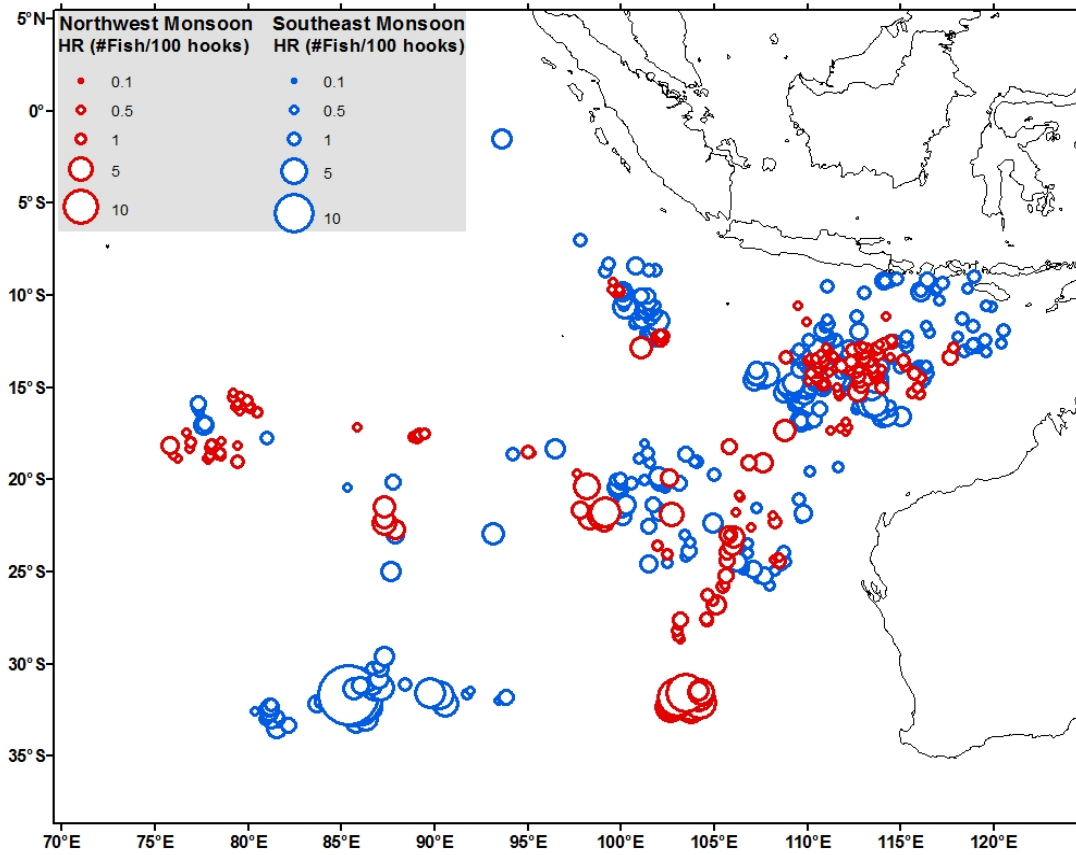 Northwest Monsoon Southeast Monsoon
HR (#Fish/100 hooks) HR (#Fish/100 hooks)
0.1 0.1
0.5 0.5
1 1
5 5
10 10
5°N
0°
5°S
10°S
15°S
20°S
25°S
30°S
35°S
70°E 75°E 80°E 85°E 90°E 95°E 100°E 105°E 110°E 115°E 120°E